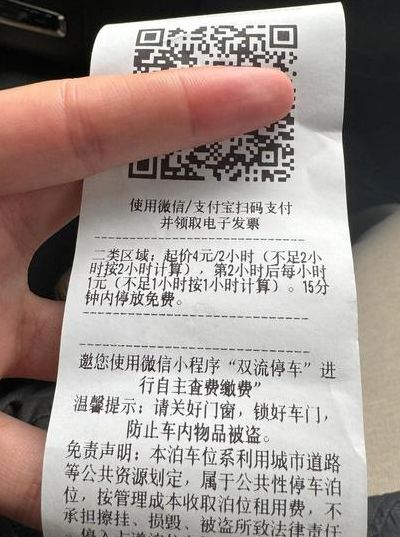 使用微信/支付宝扫码支付
并领取电子发票
二类区域：起价4元/2小时（不足2小
时按2小时计算），第2小时后每小时
1元（不足1小时按1小时计算）。15分
钟内停放免费。
邀您使用微信小程序“双流停车”进
行自主查费缴费”
温馨提示：请关好门窗，锁好车门，
防止车内物品被盗。
免责声明：本泊车位系利用城市道路
等公共资源划定，属于公共性停车泊
位，按管理成本收取泊位租用费，不
承担擦挂、损毁、被盗所致法律责任